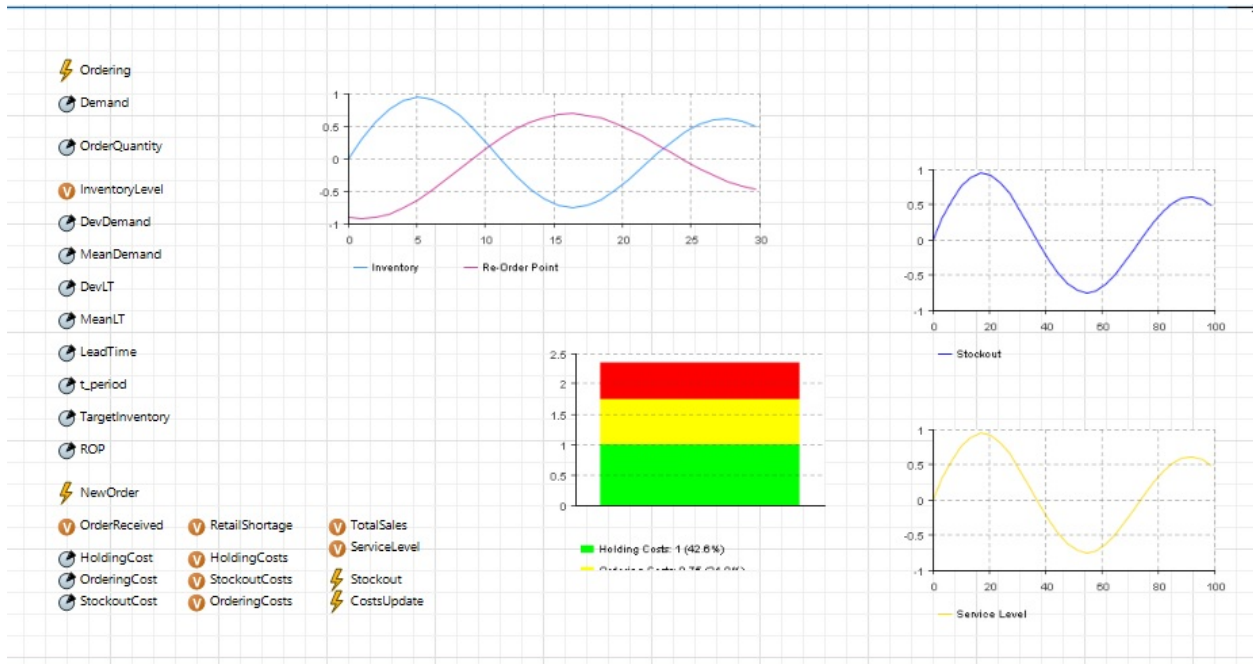 Ordering
Demand
OrderQuantity
InventoryLevel
DevDemand
MeanDemand
DevLT
MeanLT
LeadTime
t_period
TargetInventory
ROP
NewOrder
V OrderReceived V RetailShortage V TotalSales
V ServiceLevel
HoldingCost V HoldingCosts
OrderingCost V StockoutCosts Stockout
StockoutCost V OrderingCosts CostsUpdate
1
0.5
0
-0.5
-1
0 5 10 15 20 25 30
Inventory Re-Order Point
2.5
2
1.5
1
0.5
0
Holding Costs: 1 (42.6%)
1
0.5
0
-0.5
-1
0 20 40 60 80 100
Stockout
1
0.5
0
-0.5
-1
0 20 40 60 80 100
Service Level